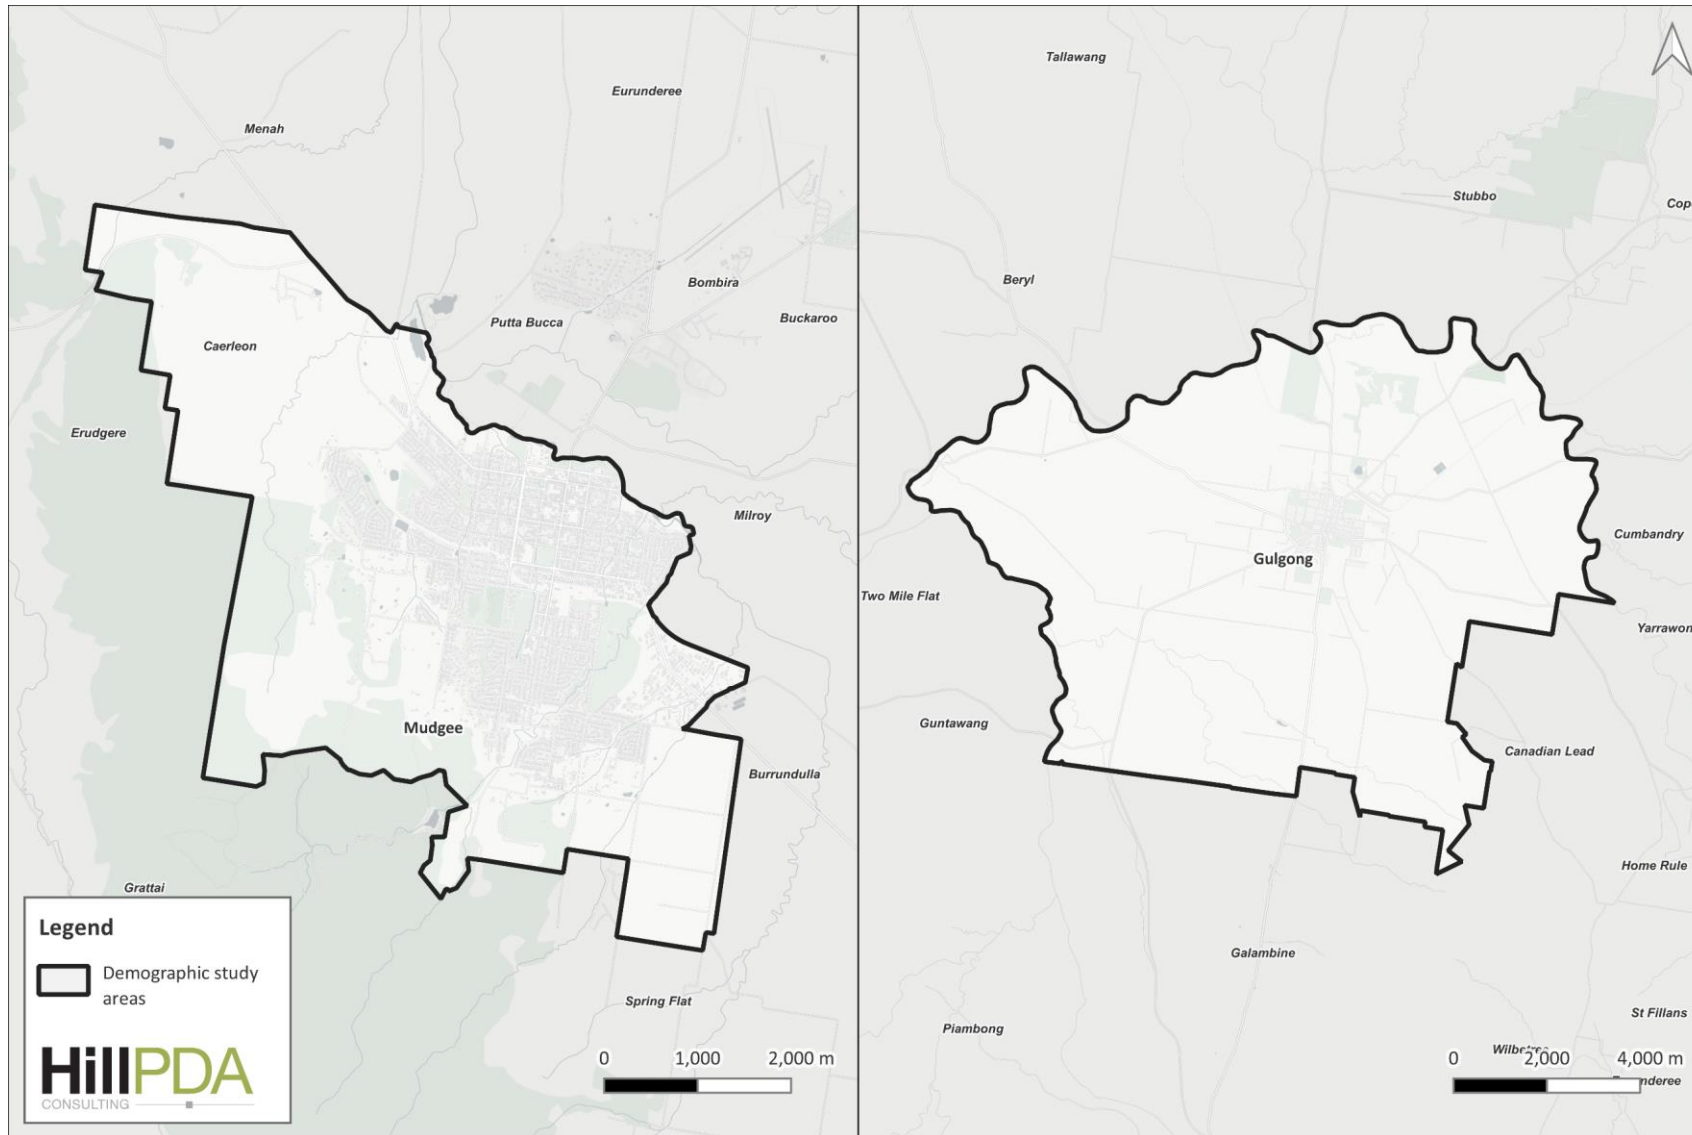 Menah
Eurunderee
Bombira
Putta Bucca
Buckaroo
Caerleon
Erudgere
Milroy
Mudgee
Burrundulla
Grattai
Spring Flat
Legend
Demographic study
areas
HillPDA
CONSULTING
0 1,000 2,000 m
Tallawang
Stubbo
Cop
Beryl
Cumbandry
Gulgong
Two Mile Flat
Yarrawon
Guntawang
Canadian Lead
Home Rule
Galambine
St Fillans
Piambong
0 2,000 4,000 m